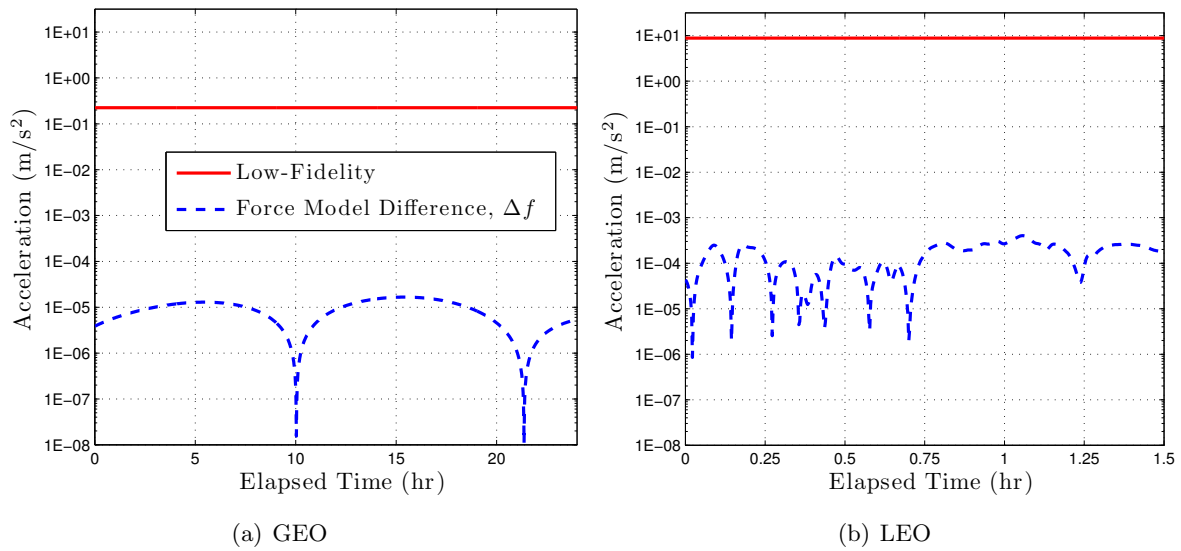 1E+01
1E+00
1E−01
1E−02
1E−03
1E−04
1E−05
1E−06
1E−07
1E−08
Acceleration (m/s²)
Low-Fidelity
Force Model Difference, Δf
0 5 10 15 20
Elapsed Time (hr)
(a) GEO
1E+01
1E+00
1E−01
1E−02
1E−03
1E−04
1E−05
1E−06
1E−07
1E−08
Acceleration (m/s²)
0 0.25 0.5 0.75 1 1.25 1.5
Elapsed Time (hr)
(b) LEO